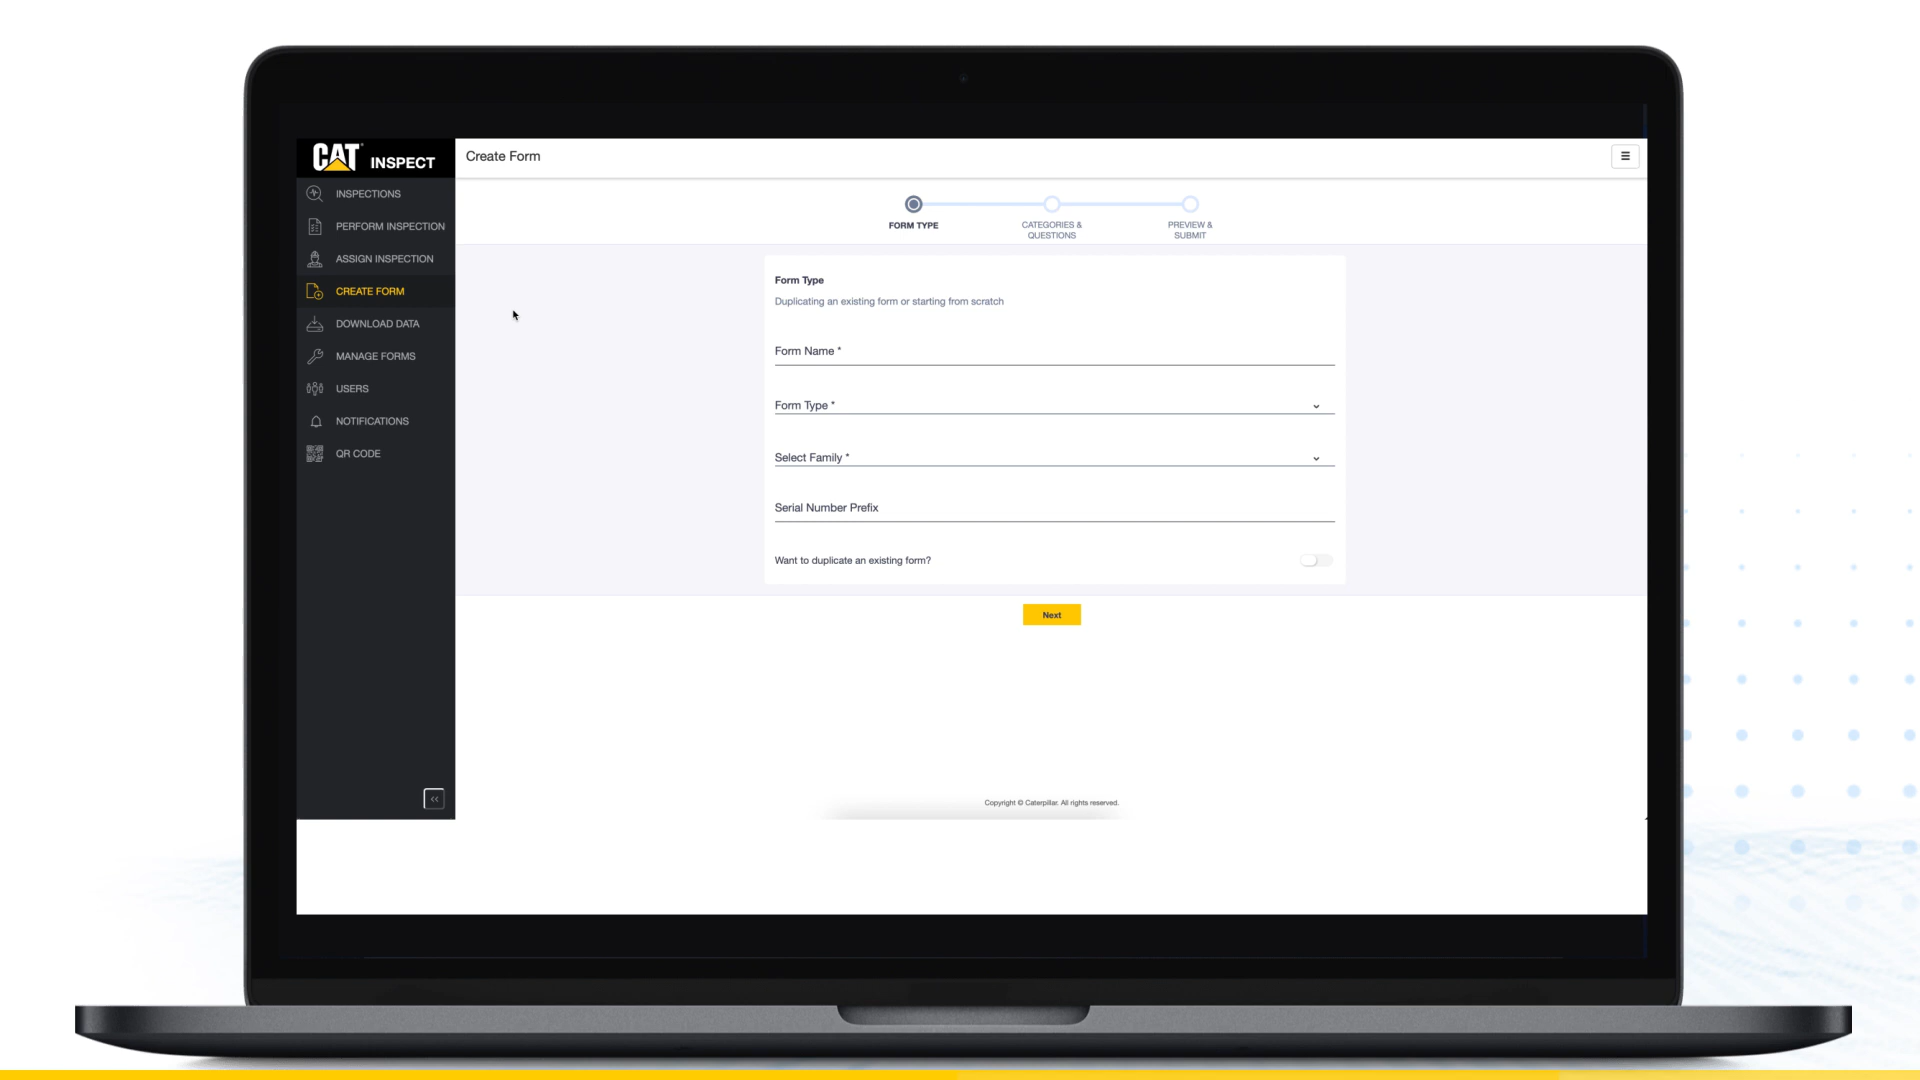 CAT INSPECT
Create Form
INSPECTIONS
PERFORM INSPECTION
ASSIGN INSPECTION
CREATE FORM
DOWNLOAD DATA
MANAGE FORMS
USERS
NOTIFICATIONS
QR CODE
FORM TYPE
CATEGORIES &
QUESTIONS
PREVIEW &
SUBMIT
Form Type
Duplicating an existing form or starting from scratch
Form Name *
Form Type *
Select Family *
Serial Number Prefix
Want to duplicate an existing form?
Next
Copyright © Caterpillar. All rights reserved.